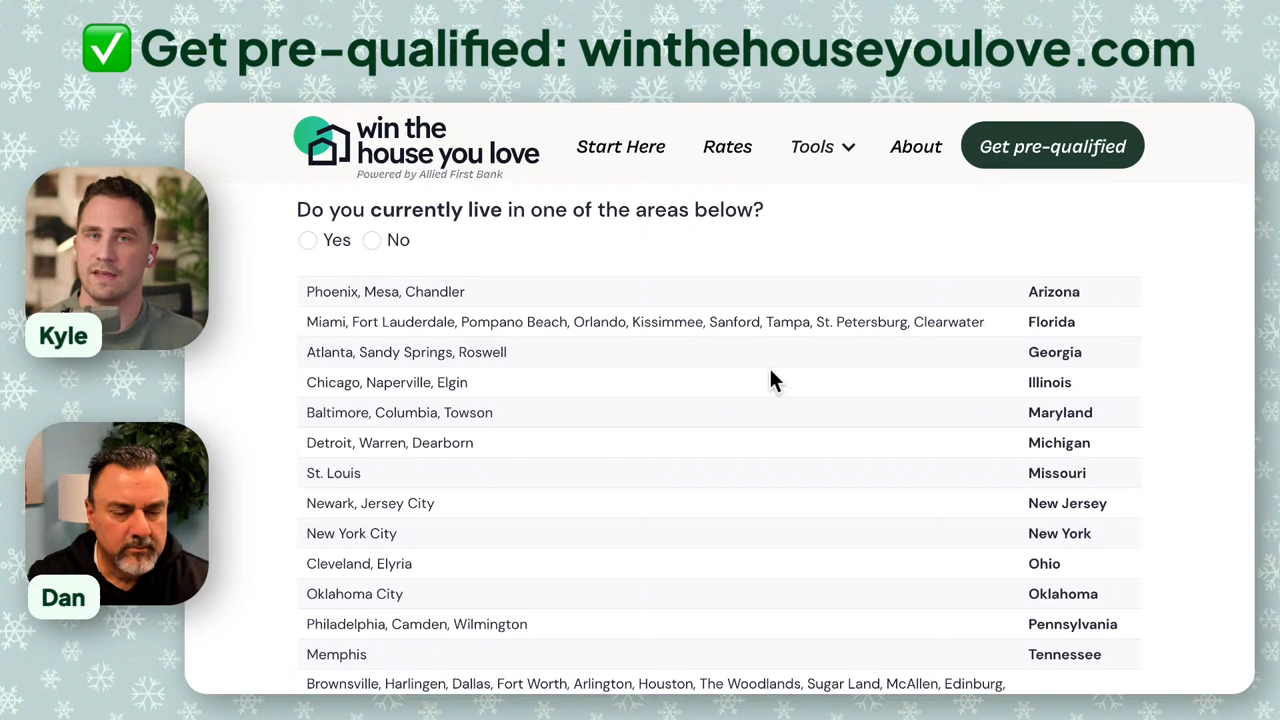 ✅ Get pre-qualified: winthehouseyoulove.com
win the
house you love
Powered by Allied First Bank
Start Here
Rates
Tools
About
Get pre-qualified
Do you currently live in one of the areas below?
Yes
No
Phoenix, Mesa, Chandler Arizona
Miami, Fort Lauderdale, Pompano Beach, Orlando, Kissimmee, Sanford, Tampa, St. Petersburg, Clearwater Florida
Atlanta, Sandy Springs, Roswell Georgia
Chicago, Naperville, Elgin Illinois
Baltimore, Columbia, Towson Maryland
Detroit, Warren, Dearborn Michigan
St. Louis Missouri
Newark, Jersey City New Jersey
New York City New York
Cleveland, Elyria Ohio
Oklahoma City Oklahoma
Philadelphia, Camden, Wilmington Pennsylvania
Memphis Tennessee
Brownsville, Harlingen, Dallas, Fort Worth, Arlington, Houston, The Woodlands, Sugar Land, McAllen, Edinburg,
Kyle
Dan